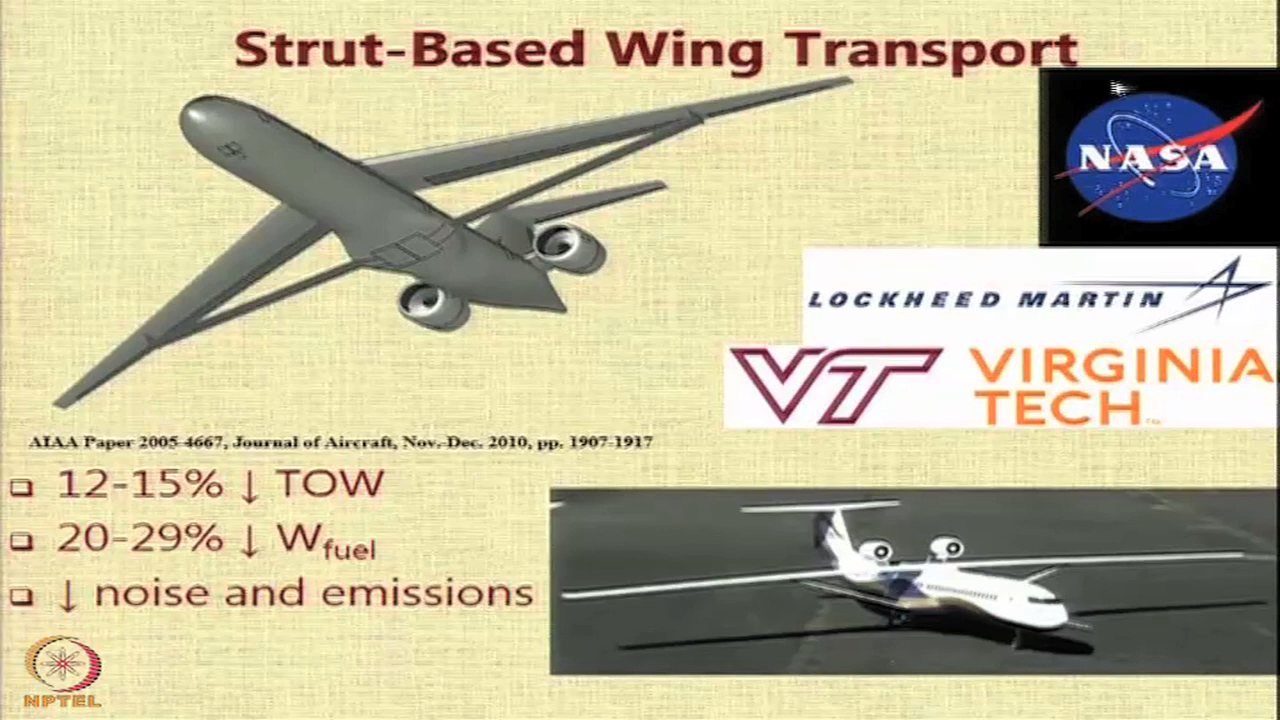 Strut-Based Wing Transport
NASA
LOCKHEED MARTIN
VT VIRGINIA
TECH
AIAA Paper 2005-4667, Journal of Aircraft, Nov.-Dec. 2010, pp. 1907-1917
12-15% ↓ TOW
20-29% ↓ Wfuel
↓ noise and emissions
NPTEL